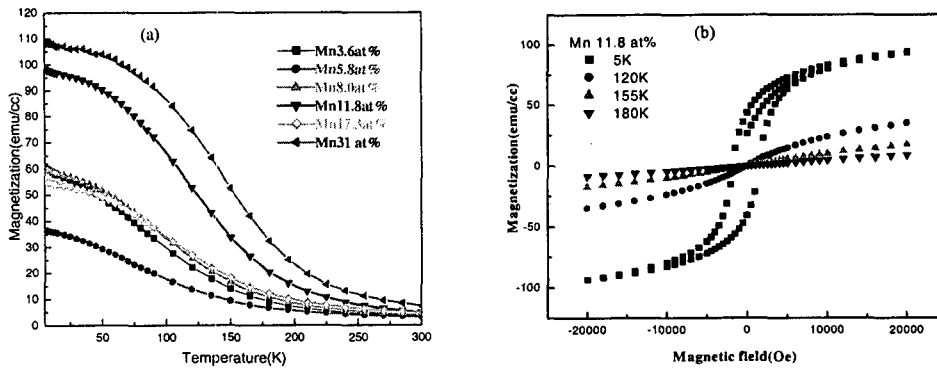 (a)
Mn3.6at%
Mn5.8at%
Mn8.0at%
Mn11.8at%
Mn17.3at%
Mn31 at%
Magnetization(emu/cc)
120
110
100
90
80
70
60
50
40
30
20
10
0
50
100
150
200
250
300
Temperature(K)
(b)
Mn 11.8 at%
5K
120K
155K
180K
Magnetization(emu/cc)
100
50
0
-50
-100
-20000
-10000
0
10000
20000
Magnetic field(Oe)